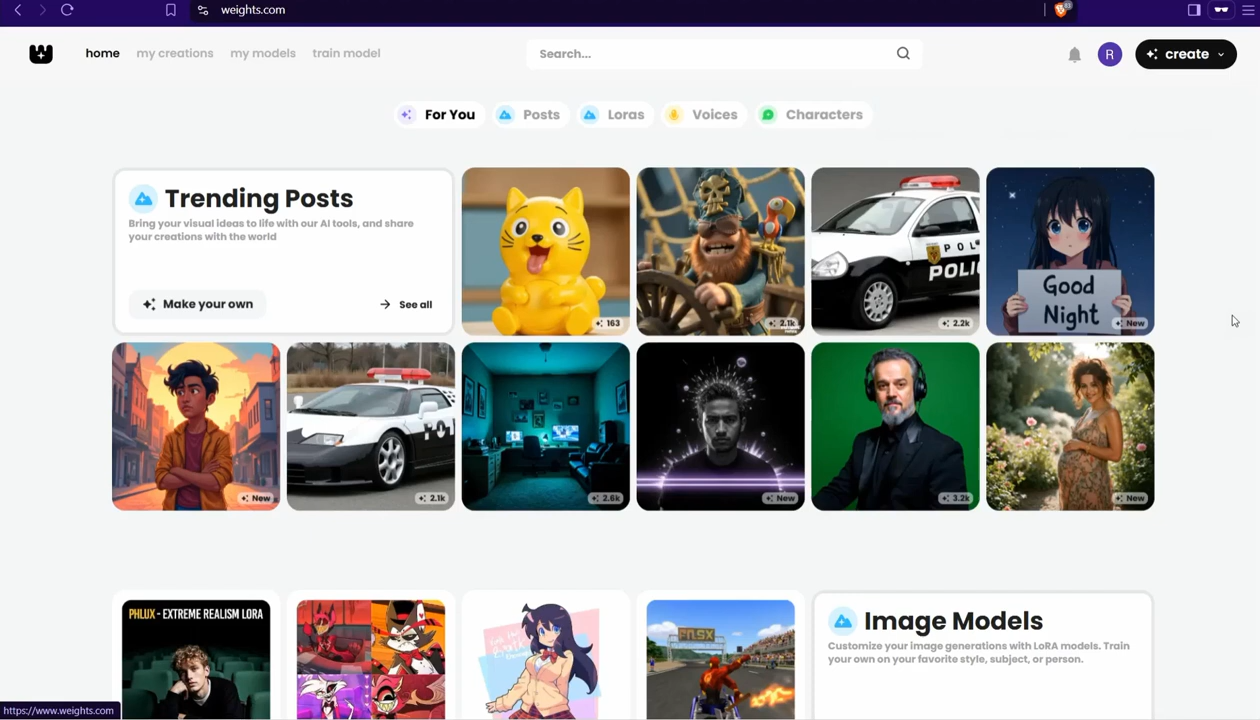 weights.com
83
home my creations my models train model
Search...
R
create
For You Posts Loras Voices Characters
Trending Posts
Bring your visual ideas to life with our AI tools, and share
your creations with the world
Make your own
See all
163
2.1k
POL
POLIC
2.2k
Good
Night
New
New
2.1k
2.6k
New
3.2k
New
PHLUX - EXTREME REALISM LORA
Image Models
Customize your image generations with LoRA models. Train
your own on your favorite style, subject, or person.
https://www.weights.com